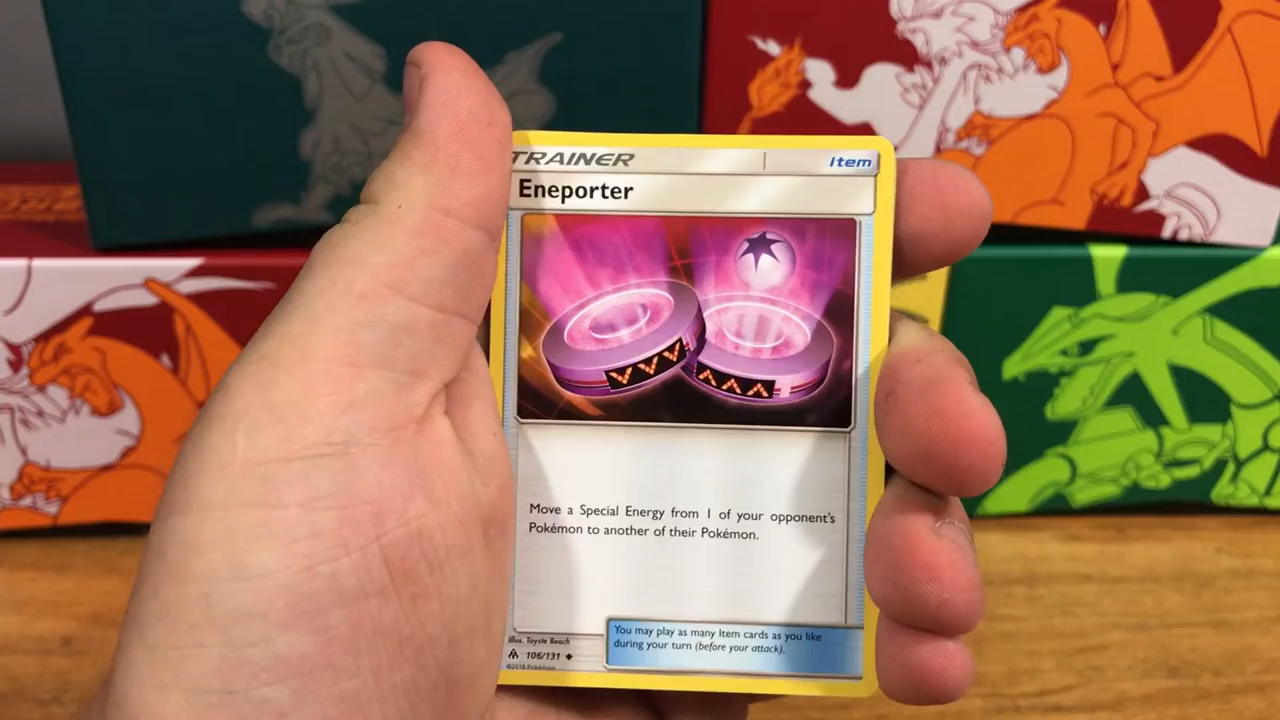 TRAINER Item
Eneporter
Move a Special Energy from 1 of your opponent's
Pokémon to another of their Pokémon.
You may play as many Item cards as you like
during your turn (before your attack).
Illus. Toyste Beach
106/131
©2018 Pokémon